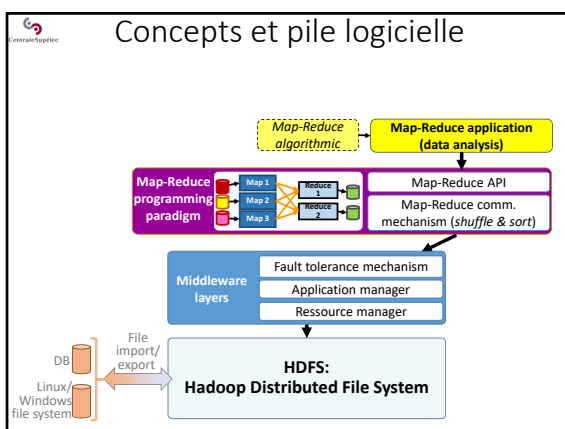 CentraleSupélec
Concepts et pile logicielle
Map-Reduce
algorithmic
Map-Reduce application
(data analysis)
Map-Reduce
programming
paradigm
Map 1
Map 2
Map 3
Reduce
1
Reduce
2
Map-Reduce API
Map-Reduce comm.
mechanism (shuffle & sort)
Middleware
layers
Fault tolerance mechanism
Application manager
Ressource manager
File
import/
export
DB
Linux/
Windows
file system
HDFS:
Hadoop Distributed File System